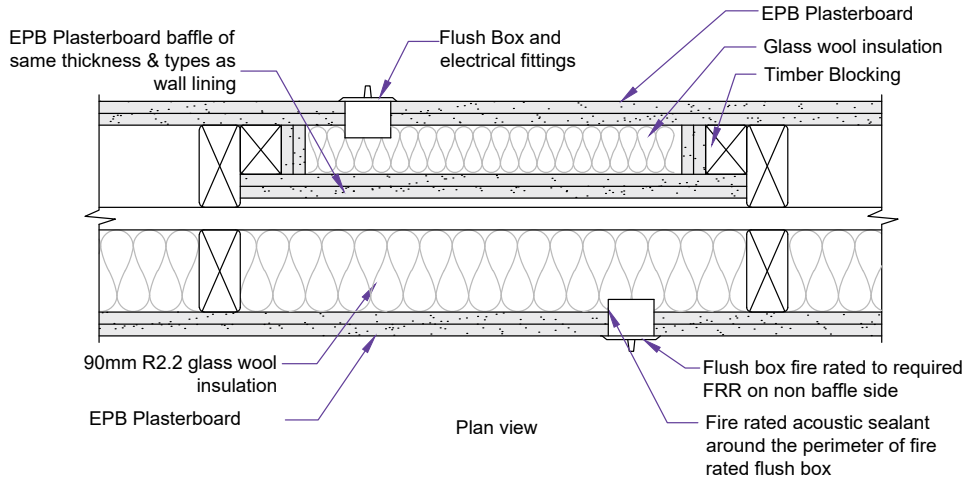 EPB Plasterboard baffle of
same thickness & types as
wall lining
Flush Box and
electrical fittings
EPB Plasterboard
Glass wool insulation
Timber Blocking
90mm R2.2 glass wool
insulation
EPB Plasterboard
Plan view
Flush box fire rated to required
FRR on non baffle side
Fire rated acoustic sealant
around the perimeter of fire
rated flush box